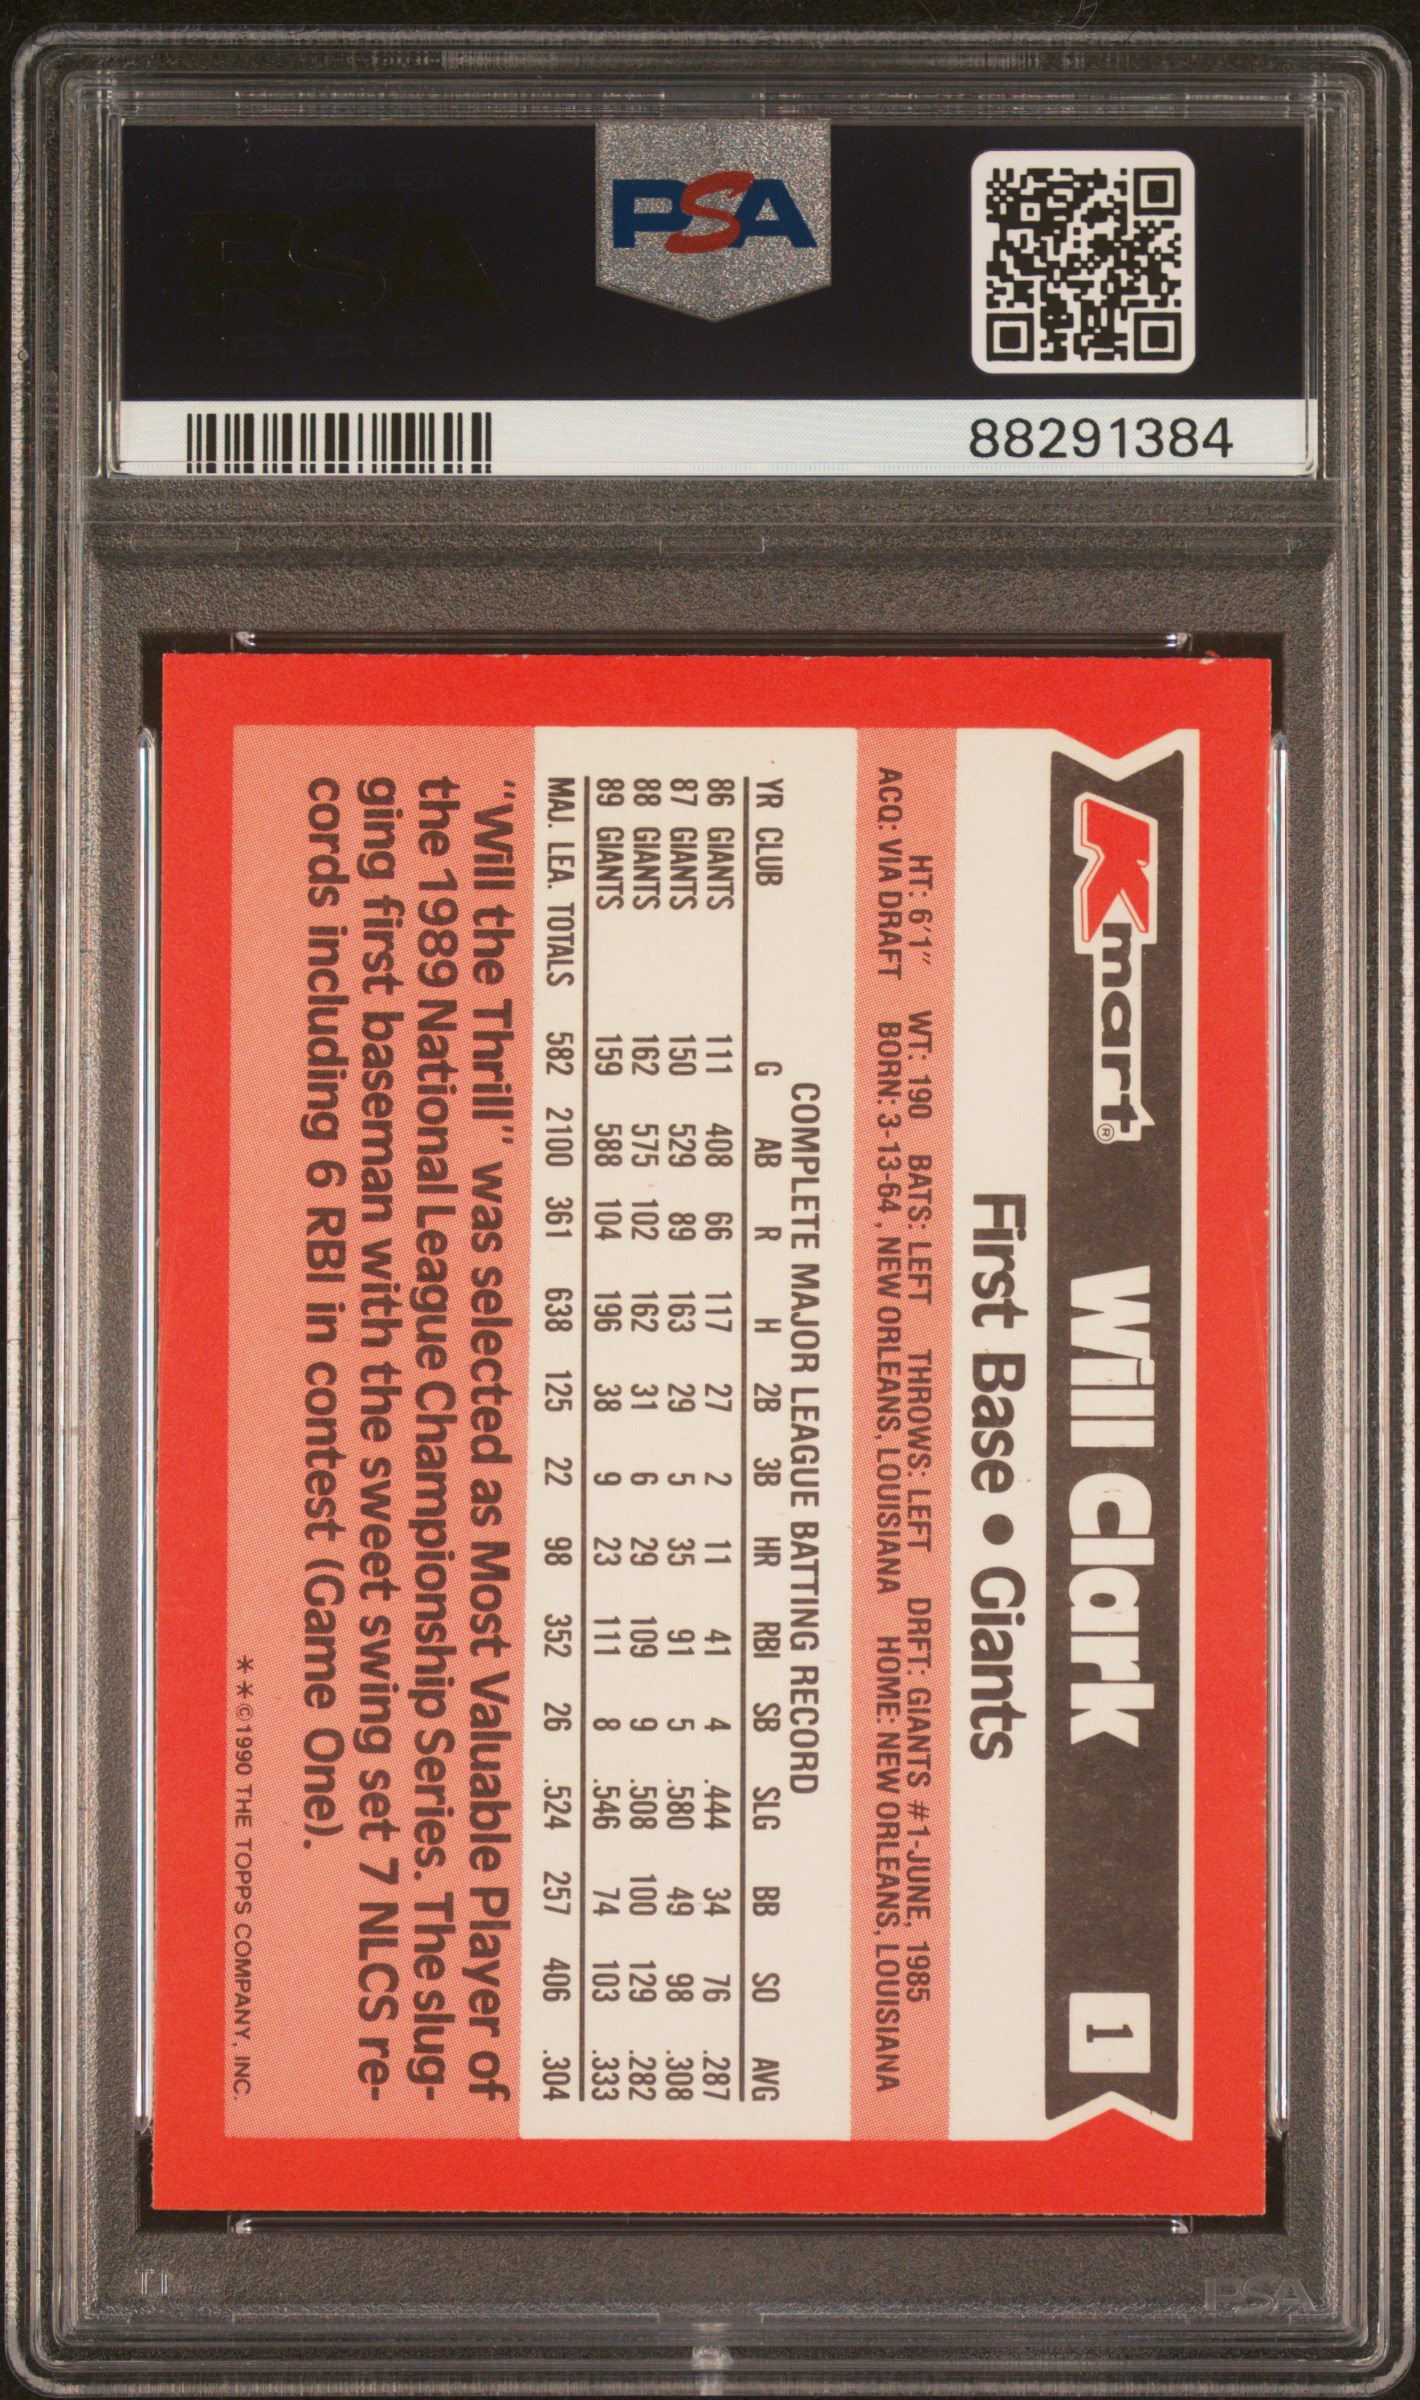 PSA
88291384
Kmart® Will Clark 1
First Base • Giants
HT: 6'1" WT: 190 BATS: LEFT THROWS: LEFT DRFT: GIANTS #1-JUNE, 1985
ACQ: VIA DRAFT BORN: 3-13-64, NEW ORLEANS, LOUISIANA HOME: NEW ORLEANS, LOUISIANA
COMPLETE MAJOR LEAGUE BATTING RECORD
YR CLUB G AB R H 2B 3B HR RBI SB SLG BB SO AVG
86 GIANTS 111 408 66 117 27 2 11 41 4 .444 34 76 .287
87 GIANTS 150 529 89 163 29 5 35 91 5 .580 49 98 .308
88 GIANTS 162 575 102 162 31 6 29 109 9 .508 100 129 .282
89 GIANTS 159 588 104 196 38 9 23 111 8 .546 74 103 .333
MAJ. LEA. TOTALS 582 2100 361 638 125 22 98 352 26 .524 257 406 .304
"Will the Thrill" was selected as Most Valuable Player of
the 1989 National League Championship Series. The slug-
ging first baseman with the sweet swing set 7 NLCS re-
cords including 6 RBI in contest (Game One).
**©1990 THE TOPPS COMPANY, INC.
PSA